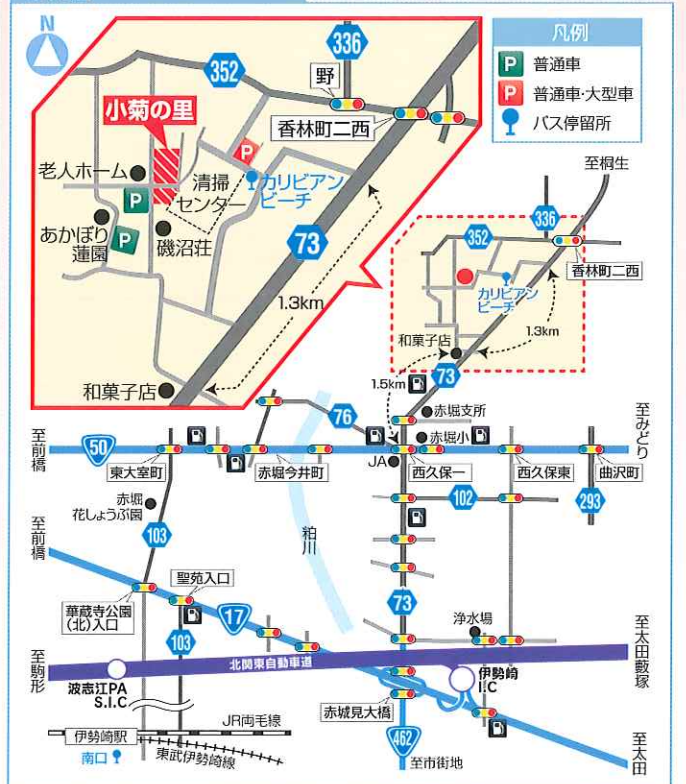 N
凡例
P 普通車
P 普通車・大型車
バス停留所
336
352
野
香林町二西
小菊の里
老人ホーム
P
清掃
センター
P
カリビアン
ビーチ
あかぼり
蓮園
P
磯沼荘
73
1.3km
和菓子店
至桐生
336
352
香林町二西
カリビアン
ビーチ
1.3km
和菓子店
1.5km
73
赤堀支所
76
赤堀小
至みどり
至前橋
50
東大室町
赤堀今井町
JA
西久保一
西久保東
曲沢町
102
293
赤堀
花しょうぶ園
103
粕川
至前橋
聖苑入口
華蔵寺公園
(北)入口
17
103
73
浄水場
至太田藪塚
至駒形
北関東自動車道
波志江PA
S.I.C
伊勢崎
I.C
赤城見大橋
JR両毛線
伊勢崎駅
南口
東武伊勢崎線
462
至市街地
至太田